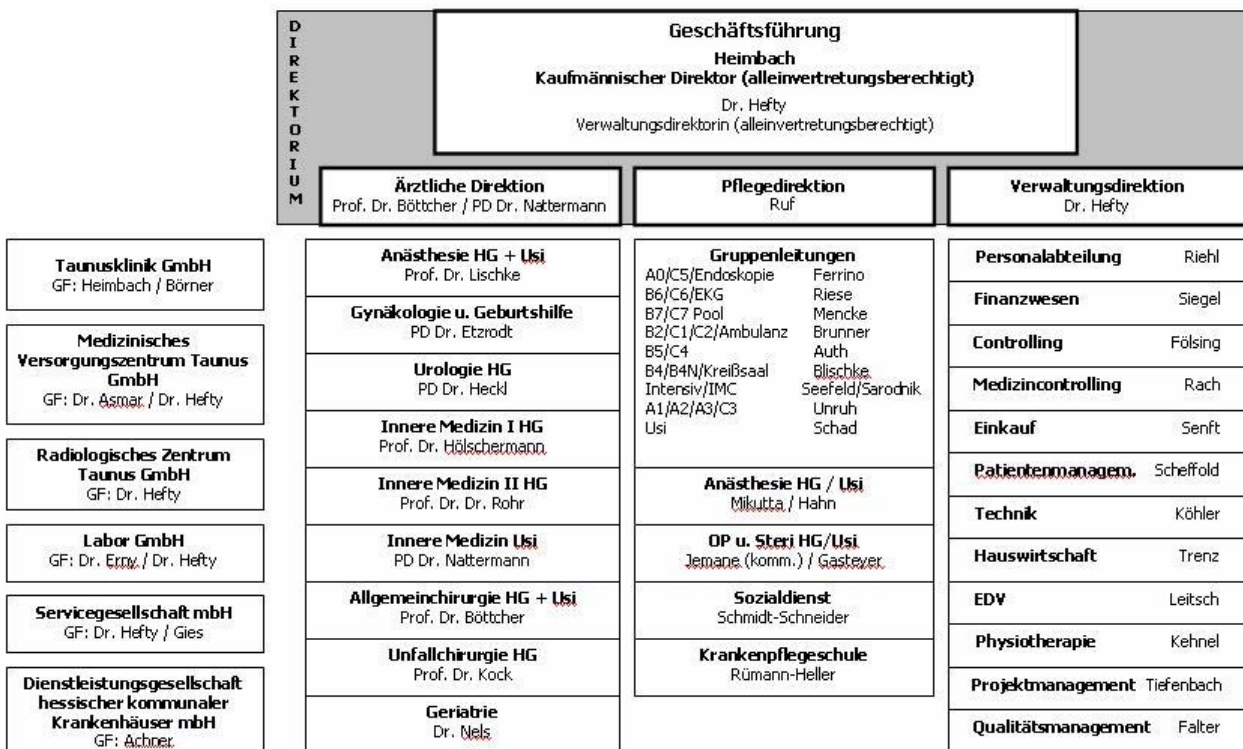 DIREKTORIUM
Geschäftsführung
Heimbach
Kaufmännischer Direktor (alleinvertretungsberechtigt)
Dr. Hefty
Verwaltungsdirektorin (alleinvertretungsberechtigt)
Ärztliche Direktion
Prof. Dr. Böttcher / PD Dr. Nattermann
Pflegedirektion
Ruf
Verwaltungsdirektion
Dr. Hefty
Taunusklinik GmbH
GF: Heimbach / Börner
Medizinisches
Versorgungszentrum Taunus
GmbH
GF: Dr. Asmar / Dr. Hefty
Radiologisches Zentrum
Taunus GmbH
GF: Dr. Hefty
Labor GmbH
GF: Dr. Erny / Dr. Hefty
Servicegesellschaft mbH
GF: Dr. Hefty / Gies
Dienstleistungsgesellschaft
hessischer kommunaler
Krankenhäuser mbH
GF: Achner
Anästhesie HG + Usi
Prof. Dr. Lischke
Gynäkologie u. Geburtshilfe
PD Dr. Etzrodt
Urologie HG
PD Dr. Heckl
Innere Medizin I HG
Prof. Dr. Hölschermann
Innere Medizin II HG
Prof. Dr. Dr. Rohr
Innere Medizin Usi
PD Dr. Nattermann
Allgemeinchirurgie HG + Usi
Prof. Dr. Böttcher
Unfallchirurgie HG
Prof. Dr. Kock
Geriatrie
Dr. Nels
Gruppenleitungen
A0/C5/Endoskopie Ferrino
B6/C6/EKG Riese
B7/C7 Pool Mencke
B2/C1/C2/Ambulanz Brunner
B5/C4 Auth
B4/B4N/Kreißsaal Blischke
Intensiv/IMC Seefeld/Sarodnik
A1/A2/A3/C3 Unruh
Usi Schad
Anästhesie HG / Usi
Mikutta / Hahn
OP u. Steri HG/Usi
Jemane (komm.) / Gasteyer
Sozialdienst
Schmidt-Schneider
Krankenpflegeschule
Rümann-Heller
Personalabteilung Riehl
Finanzwesen Siegel
Controlling Fölsing
Medizincontrolling Rach
Einkauf Senft
Patientenmanagem. Scheffold
Technik Köhler
Hauswirtschaft Trenz
EDV Leitsch
Physiotherapie Kehnel
Projektmanagement Tiefenbach
Qualitätsmanagement Falter